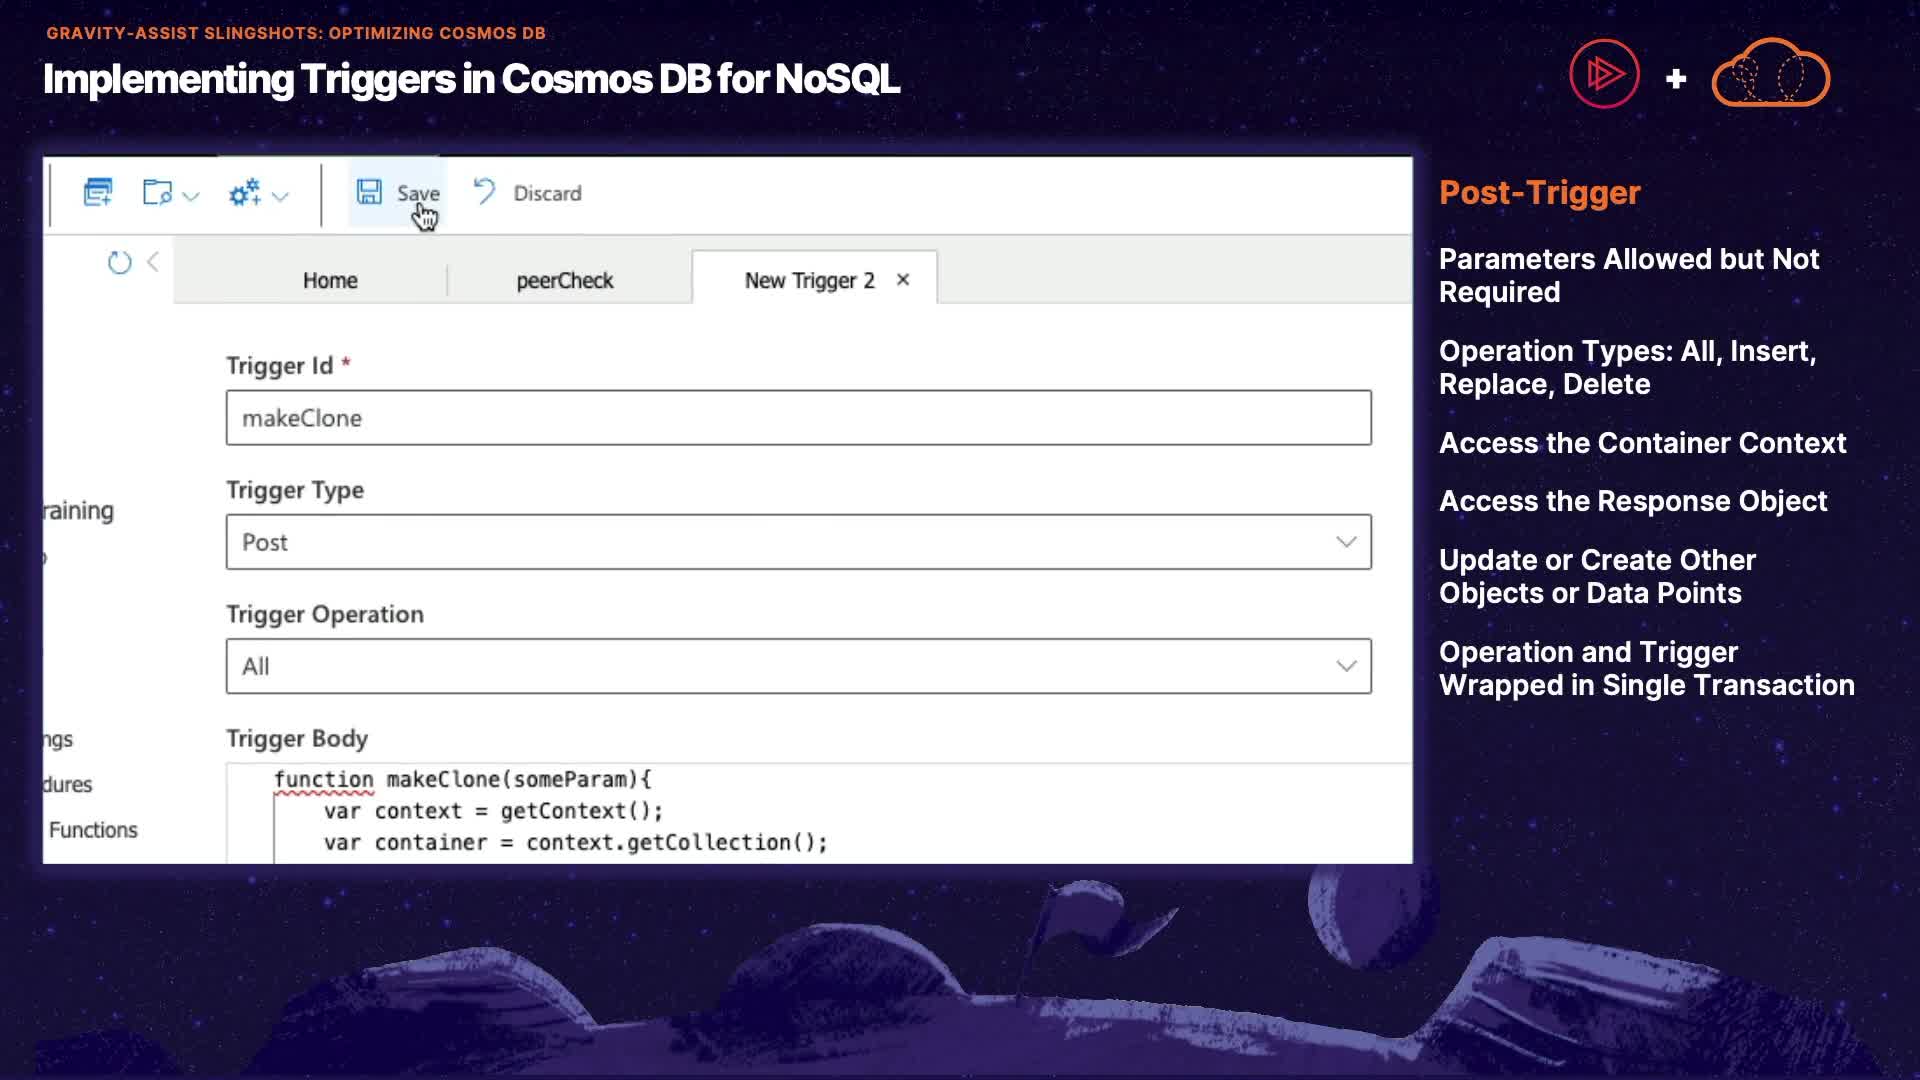 GRAVITY-ASSIST SLINGSHOTS: OPTIMIZING COSMOS DB
Implementing Triggers in Cosmos DB for NoSQL
+
Save
Discard
Home
peerCheck
New Trigger 2
Trigger Id *
makeClone
raining
Trigger Type
Post
Trigger Operation
All
Trigger Body
ngs
dures
Functions
function makeClone(someParam){
var context = getContext();
var container = context.getCollection();
Post-Trigger
Parameters Allowed but Not
Required
Operation Types: All, Insert,
Replace, Delete
Access the Container Context
Access the Response Object
Update or Create Other
Objects or Data Points
Operation and Trigger
Wrapped in Single Transaction